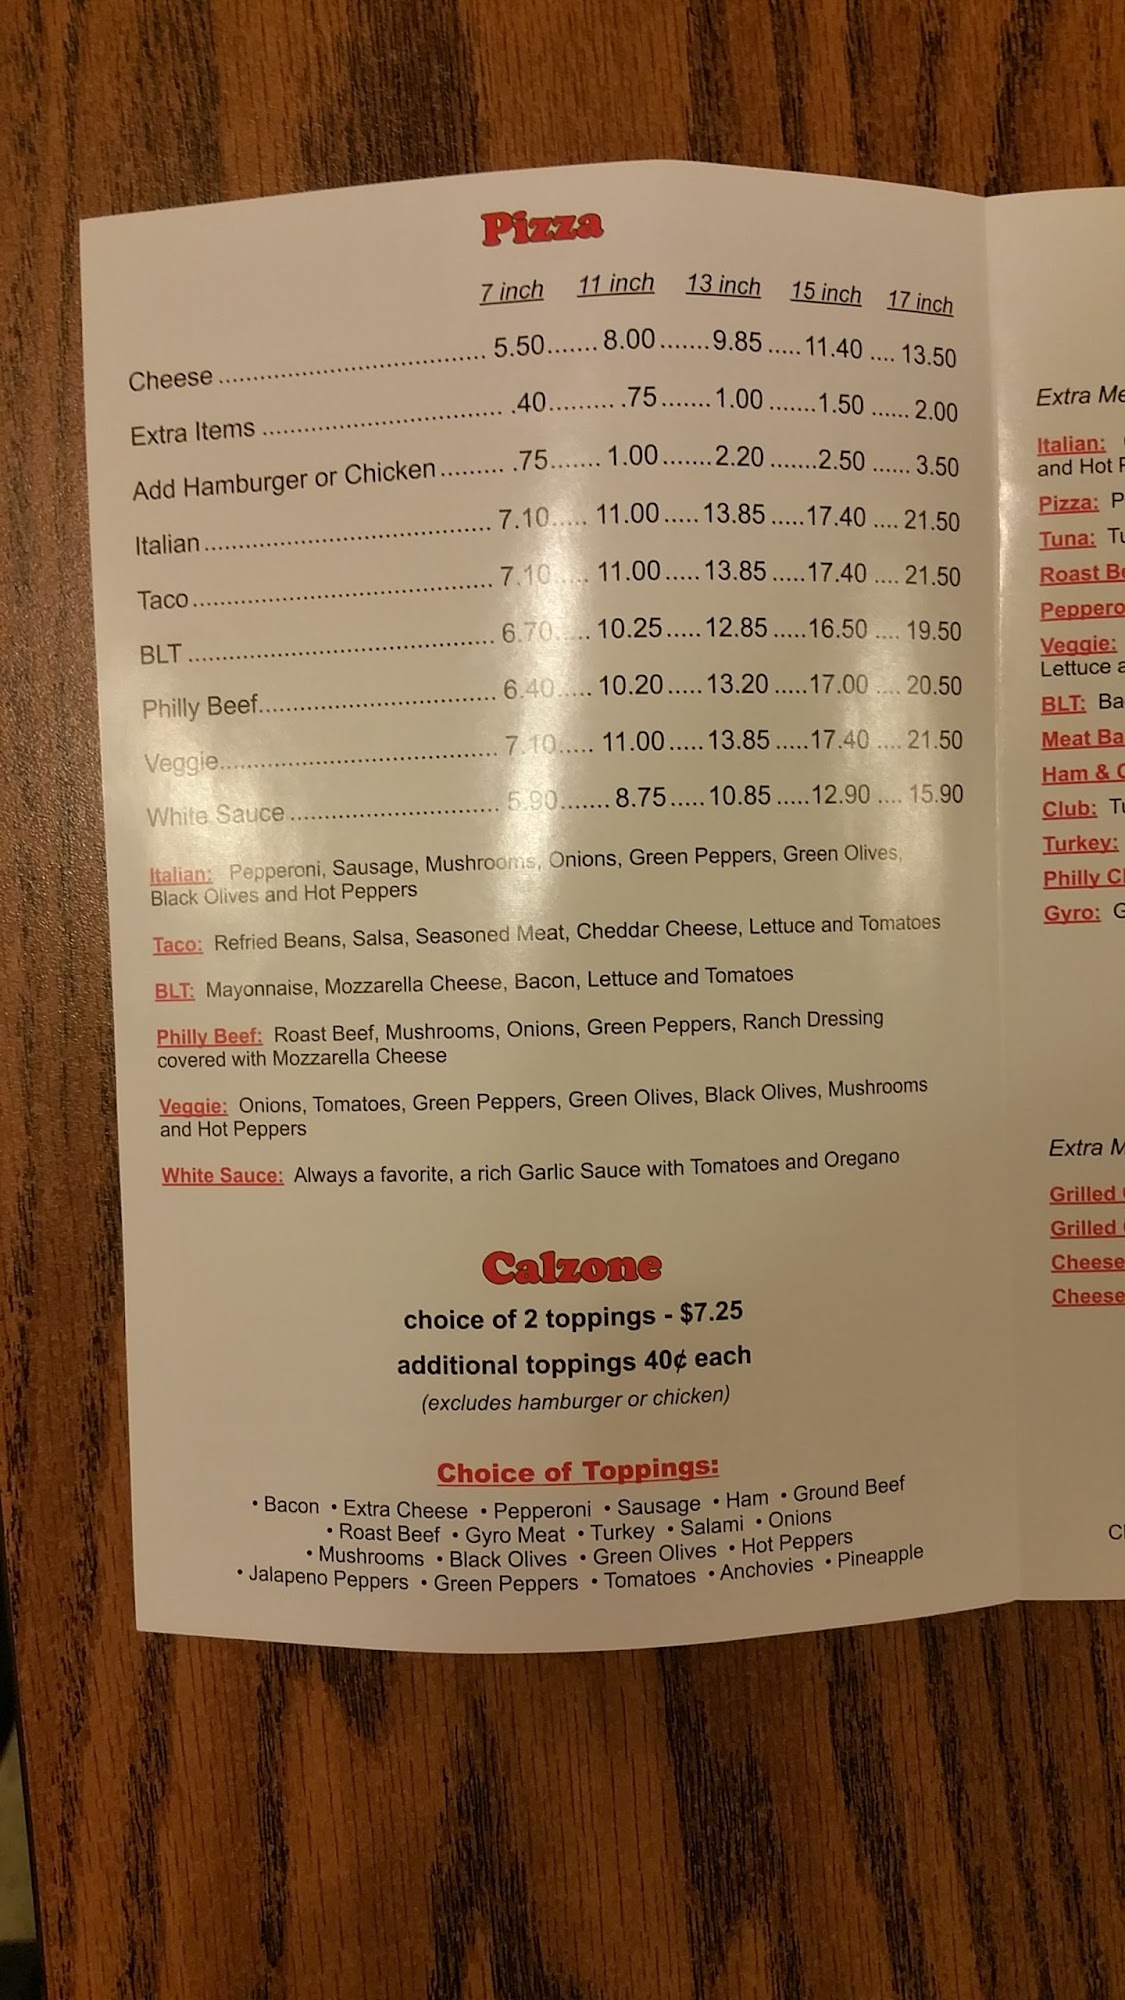 Pizza
7 inch 11 inch 13 inch 15 inch 17 inch
Cheese ........................................ 5.50....... 8.00.......9.85 .....11.40 .... 13.50
Extra Items ................................... .40.......... .75.......1.00 .......1.50 ...... 2.00
Add Hamburger or Chicken ......... .75....... 1.00.......2.20 .......2.50 ...... 3.50
Italian .......................................... 7.10..... 11.00.....13.85 .....17.40 .... 21.50
Taco ............................................ 7.10 .... 11.00.....13.85 .....17.40 .... 21.50
BLT ............................................. 6.70..... 10.25.....12.85 .....16.50 .... 19.50
Philly Beef................................... 6.40..... 10.20.....13.20 .....17.00 .... 20.50
Veggie......................................... 7.10..... 11.00.....13.85 .....17.40 .... 21.50
White Sauce ............................... 5.90....... 8.75.....10.85 .....12.90 .... 15.90
Italian: Pepperoni, Sausage, Mushrooms, Onions, Green Peppers, Green Olives,
Black Olives and Hot Peppers
Taco: Refried Beans, Salsa, Seasoned Meat, Cheddar Cheese, Lettuce and Tomatoes
BLT: Mayonnaise, Mozzarella Cheese, Bacon, Lettuce and Tomatoes
Philly Beef: Roast Beef, Mushrooms, Onions, Green Peppers, Ranch Dressing
covered with Mozzarella Cheese
Veggie: Onions, Tomatoes, Green Peppers, Green Olives, Black Olives, Mushrooms
and Hot Peppers
White Sauce: Always a favorite, a rich Garlic Sauce with Tomatoes and Oregano
Calzone
choice of 2 toppings - $7.25
additional toppings 40¢ each
(excludes hamburger or chicken)
Choice of Toppings:
• Bacon • Extra Cheese • Pepperoni • Sausage • Ham • Ground Beef
• Roast Beef • Gyro Meat • Turkey • Salami • Onions
• Mushrooms • Black Olives • Green Olives • Hot Peppers
• Jalapeno Peppers • Green Peppers • Tomatoes • Anchovies • Pineapple
Extra
Italian:
and Hot
Pizza:
Tuna:
Roast
Veggie:
Lettuce
BLT:
Meat
Ham &
Club:
Turkey:
Philly
Gyro:
Extra
Grilled
Grilled
Cheese
Cheese